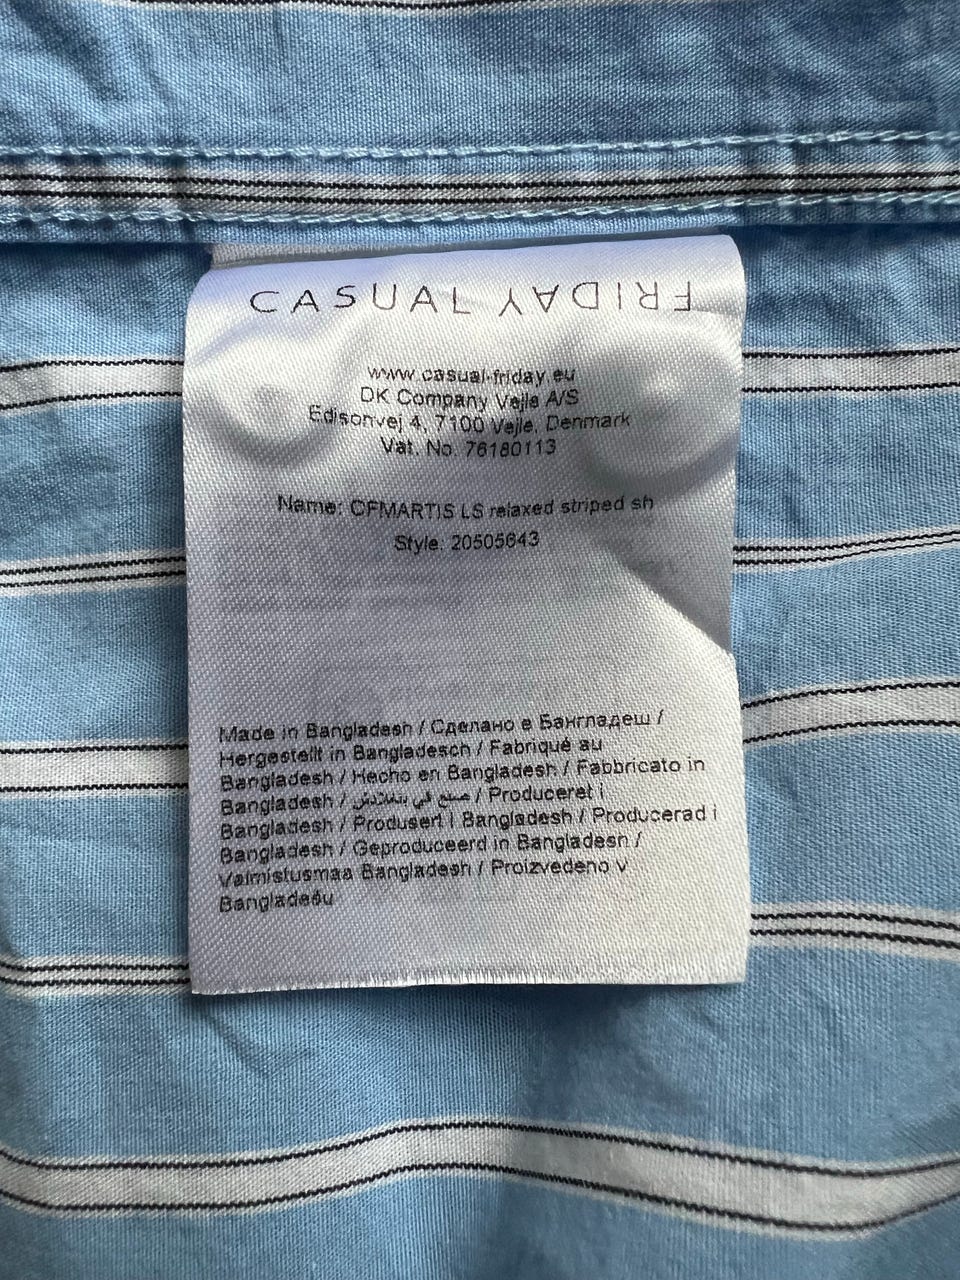 CASUAL FRIDAY
www.casual-friday.eu
DK Company Vejle A/S
Edisonvej 4, 7100 Vejle, Denmark
Vat. No. 76180113
Name: CFMARTIS LS relaxed striped sh
Style: 20505643
Made in Bangladesh / Сделано в Бангладеш /
Hergestellt in Bangladesch / Fabriqué au
Bangladesh / Hecho en Bangladesh / Fabbricato in
Bangladesh / صنع في بنغلادش / Produceret i
Bangladesh / Produsert i Bangladesh / Producerad i
Bangladesh / Geproduceerd in Bangladesh /
Valmistusmaa Bangladesh / Proizvedeno v
Bangladešu